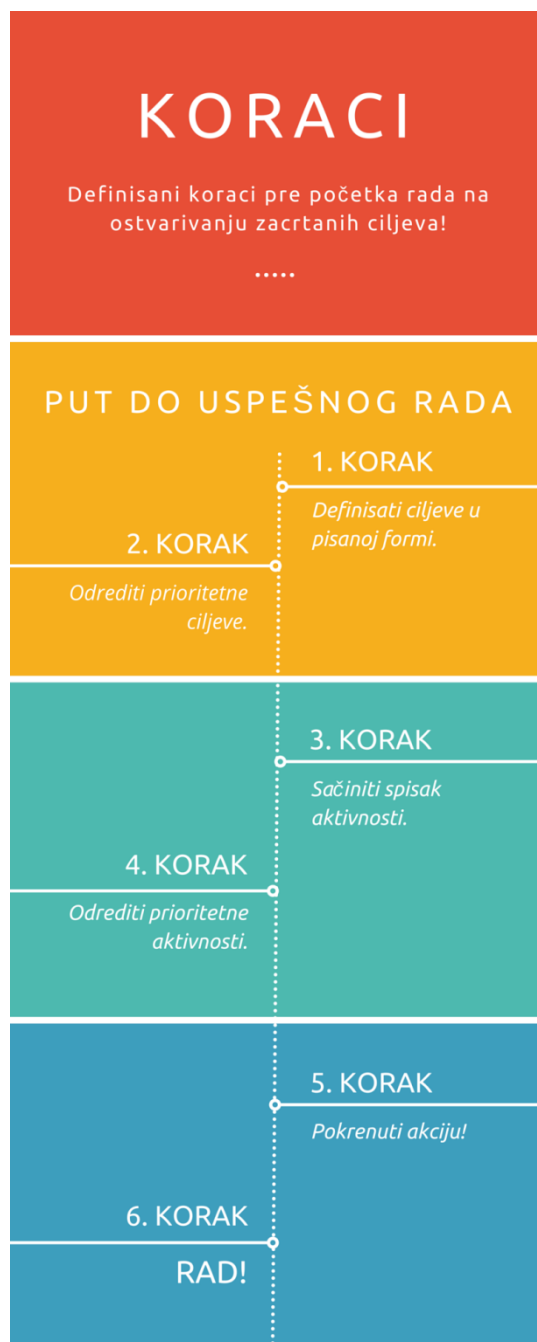 KORACI
Definisani koraci pre početka rada na
ostvarivanju zacrtanih ciljeva!
.....
PUT DO USPEŠNOG RADA
1. KORAK
Definisati ciljeve u
pisanoj formi.
2. KORAK
Odrediti prioritetne
ciljeve.
3. KORAK
Sačiniti spisak
aktivnosti.
4. KORAK
Odrediti prioritetne
aktivnosti.
5. KORAK
Pokrenuti akciju!
6. KORAK
RAD!